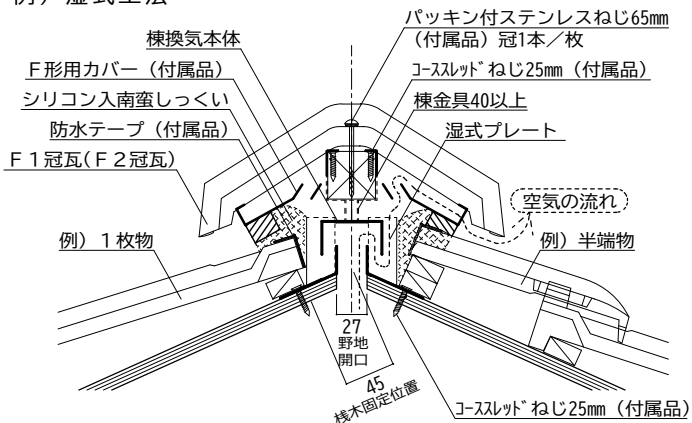 例）湿式工法
パッキン付ステンレスねじ65mm
（付属品）冠1本／枚
棟換気本体
Ｆ形用カバー（付属品）
ｺｰｽｽﾚｯﾄﾞねじ25mm（付属品）
シリコン入南蛮しっくい
棟金具40以上
防水テープ（付属品）
湿式プレート
Ｆ１冠瓦(Ｆ２冠瓦)
空気の流れ
例）１枚物
例）半端物
27
野地
開口
45
桟木固定位置
ｺｰｽｽﾚｯﾄﾞねじ25mm（付属品）